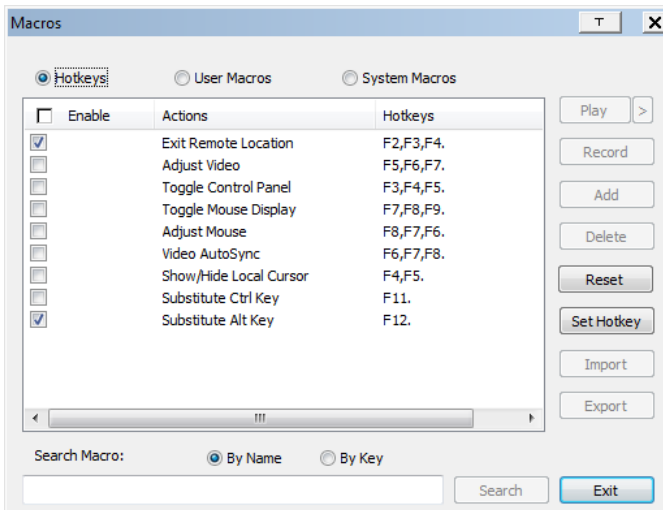 Macros T X
Hotkeys User Macros System Macros
Enable Actions Hotkeys Play >
Exit Remote Location F2,F3,F4.
Adjust Video F5,F6,F7. Record
Toggle Control Panel F3,F4,F5. Add
Toggle Mouse Display F7,F8,F9.
Adjust Mouse F8,F7,F6. Delete
Video AutoSync F6,F7,F8.
Show/Hide Local Cursor F4,F5. Reset
Substitute Ctrl Key F11.
Substitute Alt Key F12. Set Hotkey
Import
Export
Search Macro: By Name By Key
Search Exit